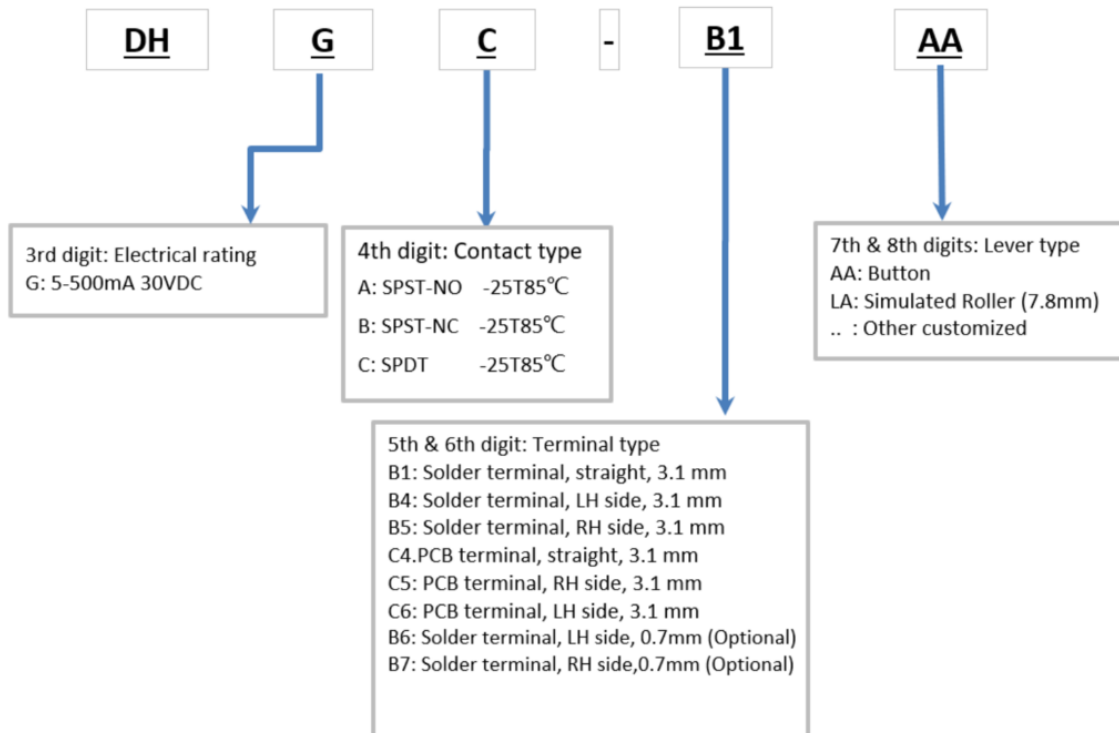 DH G C - B1 AA
3rd digit: Electrical rating
G: 5-500mA 30VDC
4th digit: Contact type
A: SPST-NO -25T85℃
B: SPST-NC -25T85℃
C: SPDT -25T85℃
7th & 8th digits: Lever type
AA: Button
LA: Simulated Roller (7.8mm)
.. : Other customized
5th & 6th digit: Terminal type
B1: Solder terminal, straight, 3.1 mm
B4: Solder terminal, LH side, 3.1 mm
B5: Solder terminal, RH side, 3.1 mm
C4.PCB terminal, straight, 3.1 mm
C5: PCB terminal, RH side, 3.1 mm
C6: PCB terminal, LH side, 3.1 mm
B6: Solder terminal, LH side, 0.7mm (Optional)
B7: Solder terminal, RH side,0.7mm (Optional)